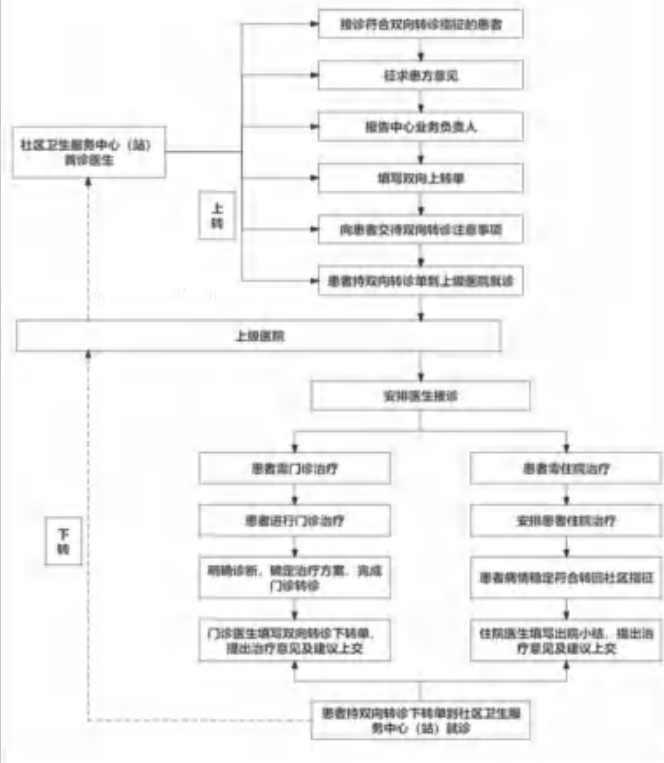 接诊符合双向转诊指征的患者
征求患方意见
报告中心业务负责人
社区卫生服务中心（站）
首诊医生
填写双向上转单
上
转
向患者交待双向转诊注意事项
患者持双向转诊单到上级医院就诊
上级医院
安排医生接诊
患者需门诊治疗
患者需住院治疗
患者进行门诊治疗
安排患者住院治疗
下
转
明确诊断，确定治疗方案，完成
门诊转诊
患者病情稳定符合转回社区指征
门诊医生填写双向转诊下转单，
提出治疗意见及建议上交
住院医生填写出院小结，提出治
疗意见及建议上交
患者持双向转诊下转单到社区卫生服
务中心（站）就诊